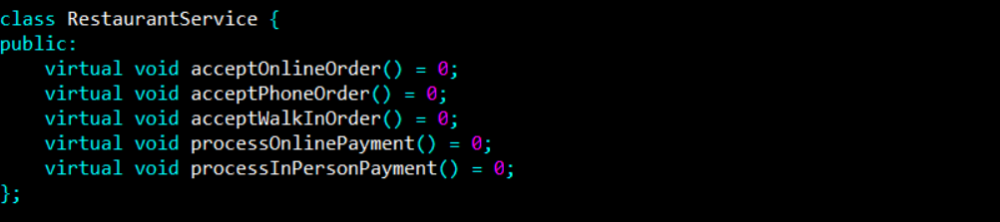 class RestaurantService {
public:
    virtual void acceptOnlineOrder() = 0;
    virtual void acceptPhoneOrder() = 0;
    virtual void acceptWalkInOrder() = 0;
    virtual void processOnlinePayment() = 0;
    virtual void processInPersonPayment() = 0;
};